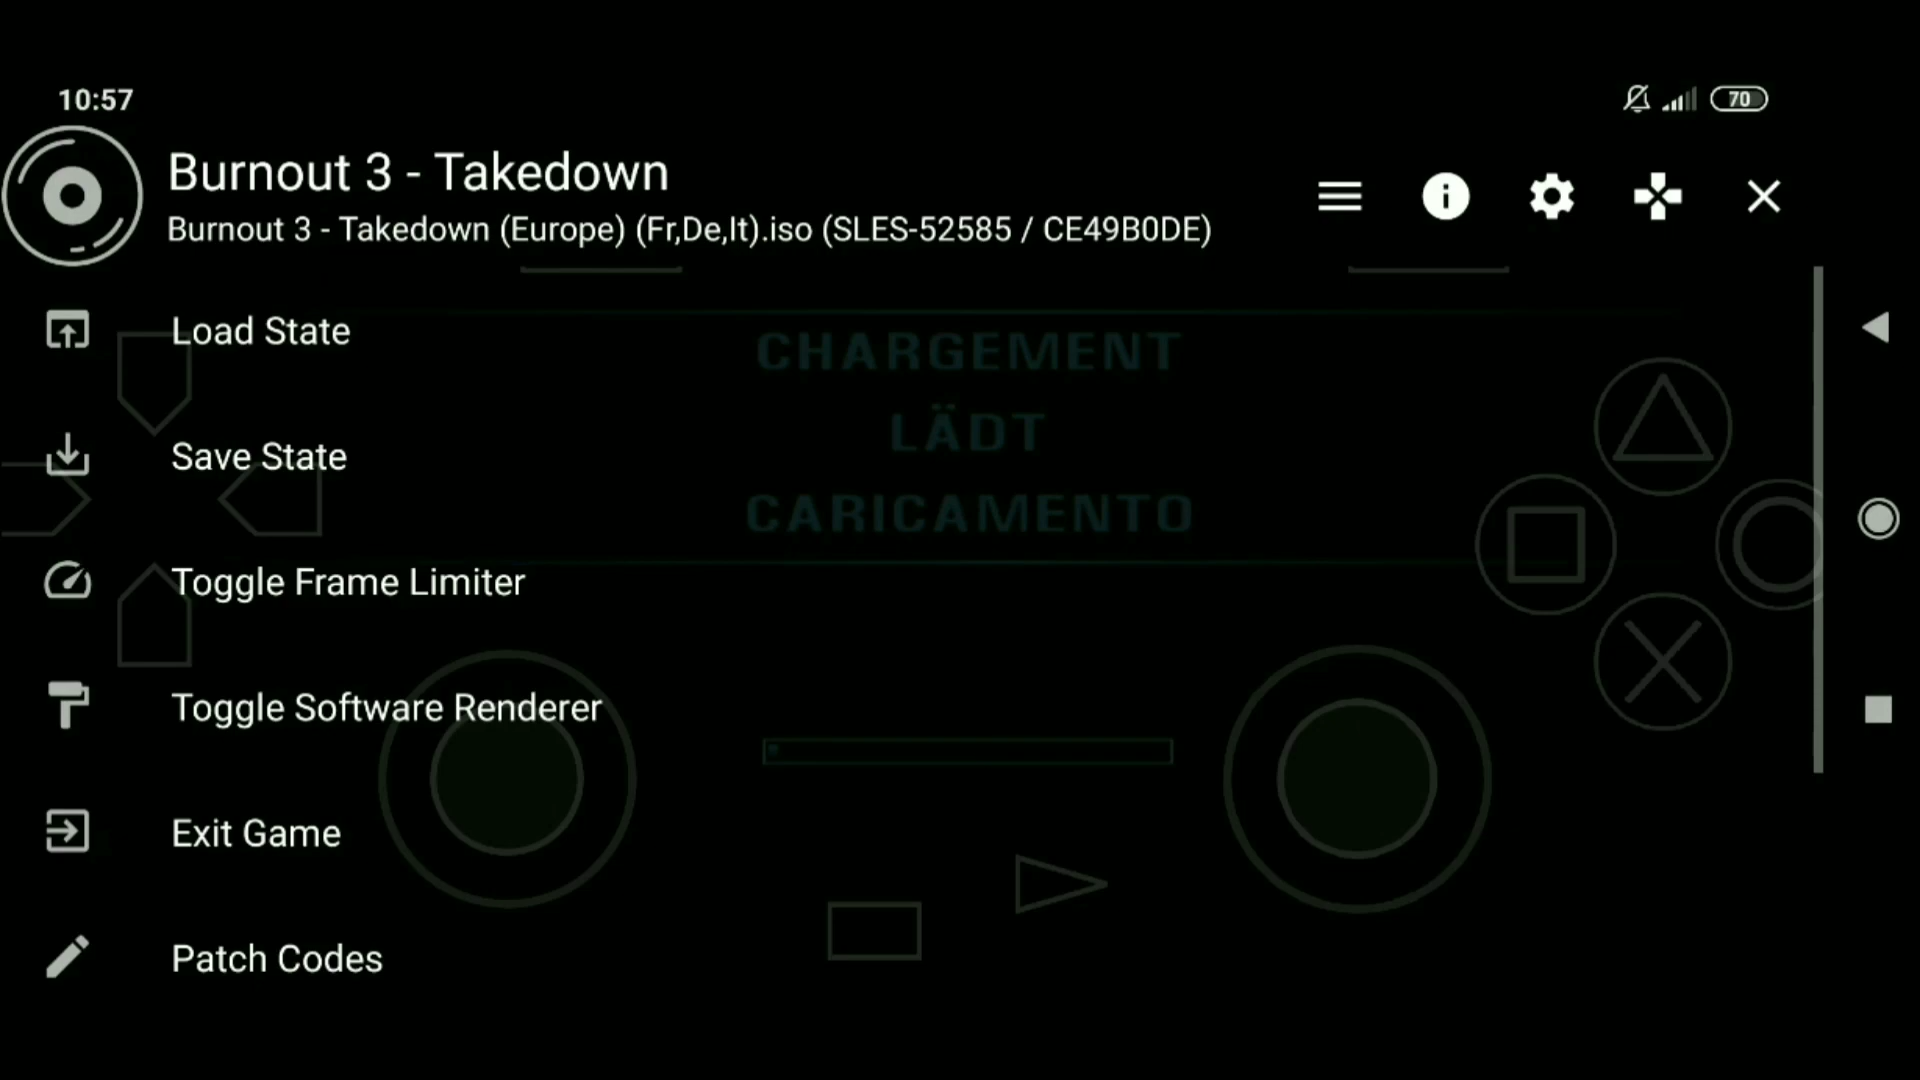 10:57
70
Burnout 3 - Takedown
Burnout 3 - Takedown (Europe) (Fr,De,It).iso (SLES-52585 / CE49B0DE)
Load State
CHARGEMENT
LÄDT
Save State
CARICAMENTO
Toggle Frame Limiter
Toggle Software Renderer
Exit Game
Patch Codes